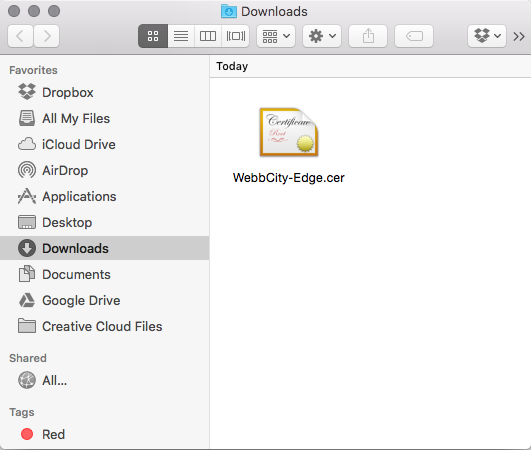 Downloads
Favorites
Dropbox
All My Files
iCloud Drive
AirDrop
Applications
Desktop
Downloads
Documents
Google Drive
Creative Cloud Files
Shared
All...
Tags
Red
Today
Certificate
Root
WebbCity-Edge.cer